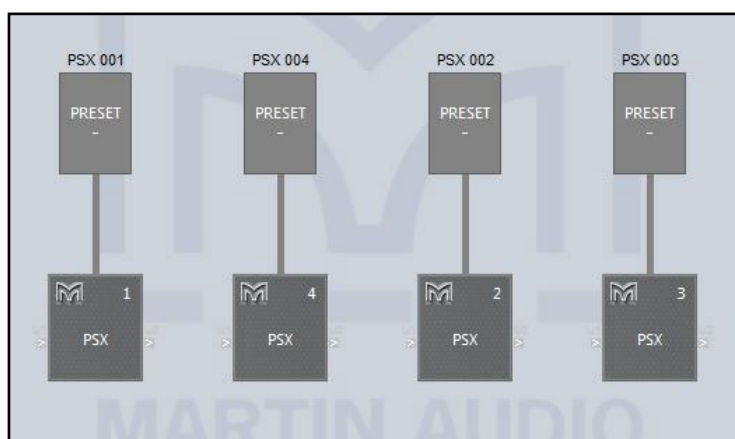 PSX 001 PSX 004 PSX 002 PSX 003
PRESET PRESET PRESET PRESET
- - - -
1 4 2 3
PSX PSX PSX PSX
MARTIN AUDIO